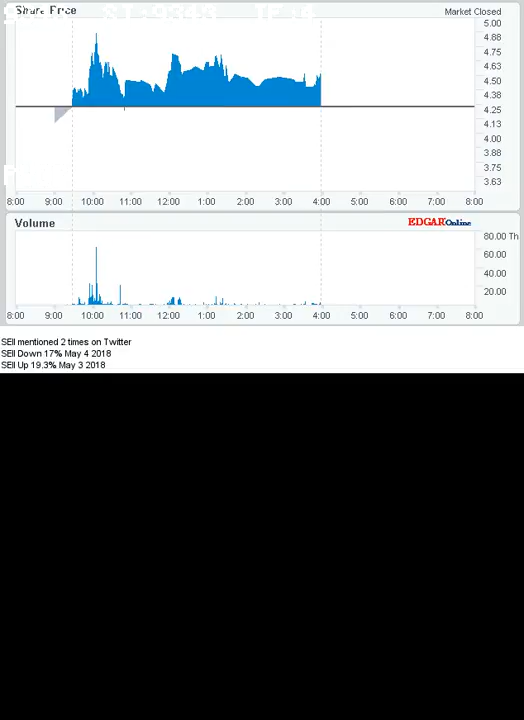 Share Price
Market Closed
5.00
4.88
4.75
4.63
4.50
4.38
4.25
4.13
4.00
3.88
3.75
3.63
8:00 9:00 10:00 11:00 12:00 1:00 2:00 3:00 4:00 5:00 6:00 7:00 8:00
Volume
EDGAR Online
80.00 Th
60.00
40.00
20.00
8:00 9:00 10:00 11:00 12:00 1:00 2:00 3:00 4:00 5:00 6:00 7:00 8:00
SEII mentioned 2 times on Twitter
SEII Down 17% May 4 2018
SEII Up 19.3% May 3 2018